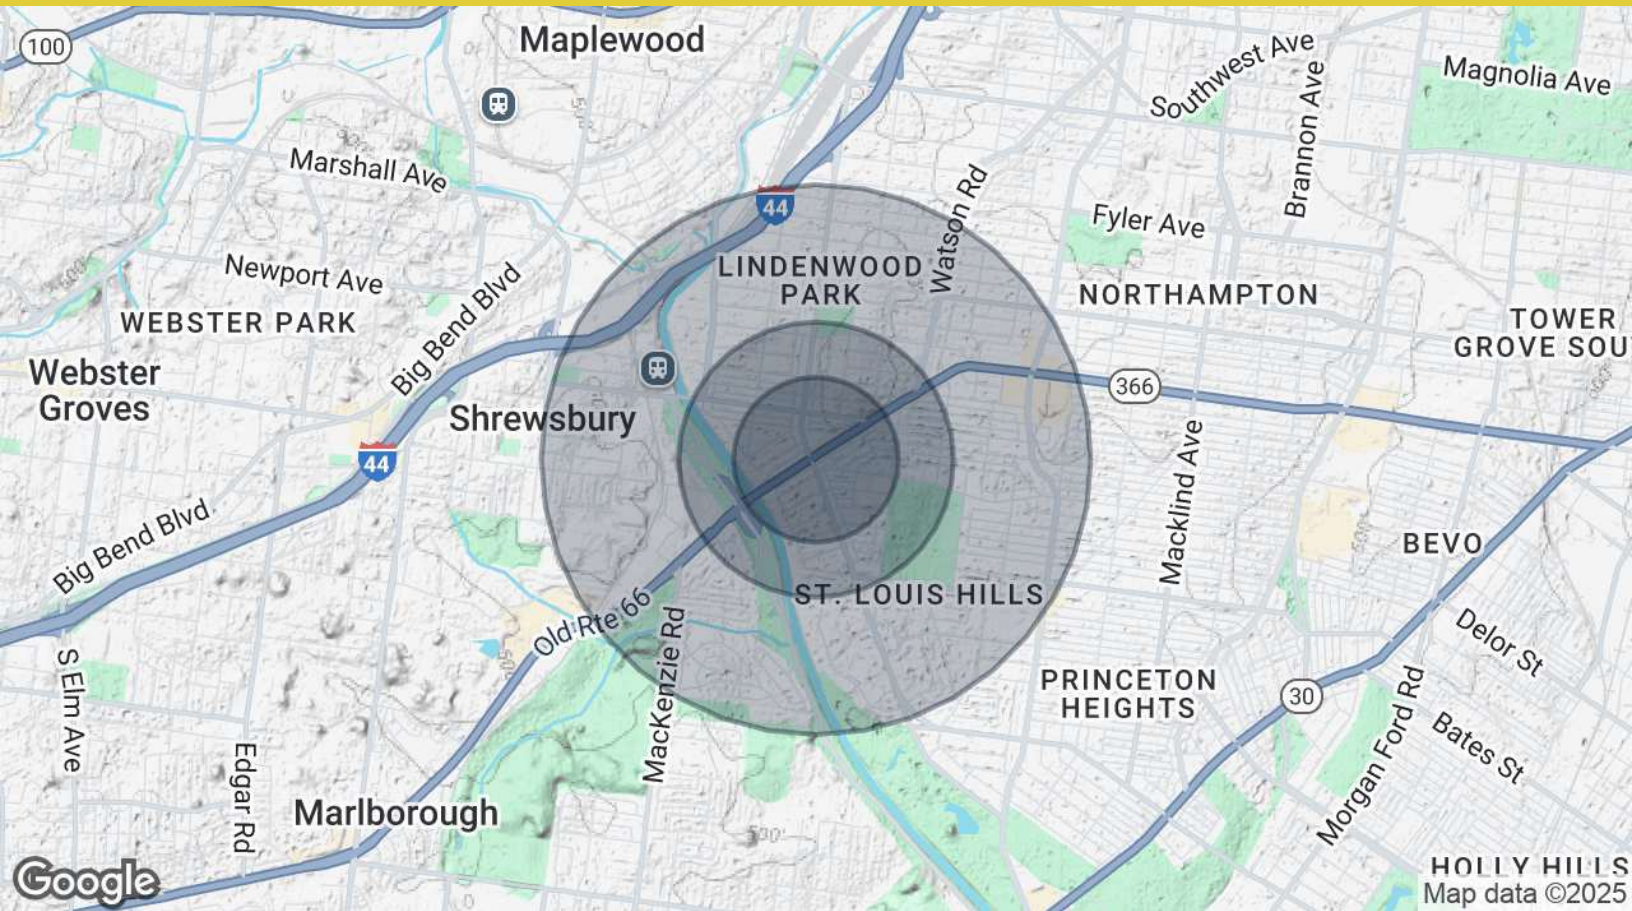 100
Maplewood
Southwest Ave
Brannon Ave
Magnolia Ave
Marshall Ave
44
Watson Rd
Fyler Ave
Newport Ave
LINDENWOOD
PARK
NORTHAMPTON
WEBSTER PARK
Big Bend Blvd
TOWER
GROVE SOU
600
Webster
Groves
366
Shrewsbury
44
Macklind Ave
Big Bend Blvd
BEVO
ST. LOUIS HILLS
Old Rte 66
MacKenzie Rd
Delor St
S Elm Ave
PRINCETON
HEIGHTS
30
Morgan Ford Rd
Bates St
Edgar Rd
Marlborough
HOLLY HILLS
Google
Map data ©2025